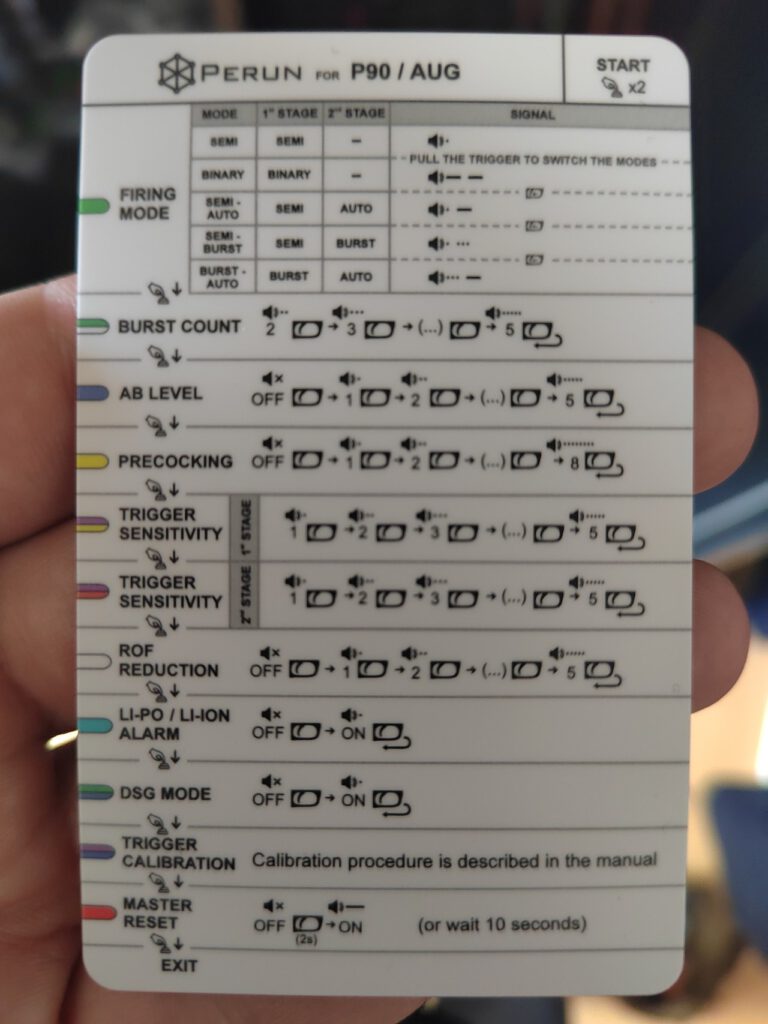 PERUN FOR P90 / AUG
START
x2
MODE 1st STAGE 2nd STAGE SIGNAL
SEMI SEMI –
PULL THE TRIGGER TO SWITCH THE MODES
BINARY BINARY –
FIRING MODE
SEMI - AUTO SEMI AUTO
SEMI - BURST SEMI BURST
BURST - AUTO BURST AUTO
BURST COUNT 2 3 (...) 5
AB LEVEL OFF 1 2 (...) 5
PRECOCKING OFF 1 2 (...) 8
TRIGGER SENSITIVITY 1st STAGE 1 2 3 (...) 5
TRIGGER SENSITIVITY 2nd STAGE 1 2 3 (...) 5
ROF REDUCTION OFF 1 2 (...) 5
LI-PO / LI-ION ALARM OFF ON
DSG MODE OFF ON
TRIGGER CALIBRATION Calibration procedure is described in the manual
MASTER RESET OFF (2s) ON (or wait 10 seconds)
EXIT